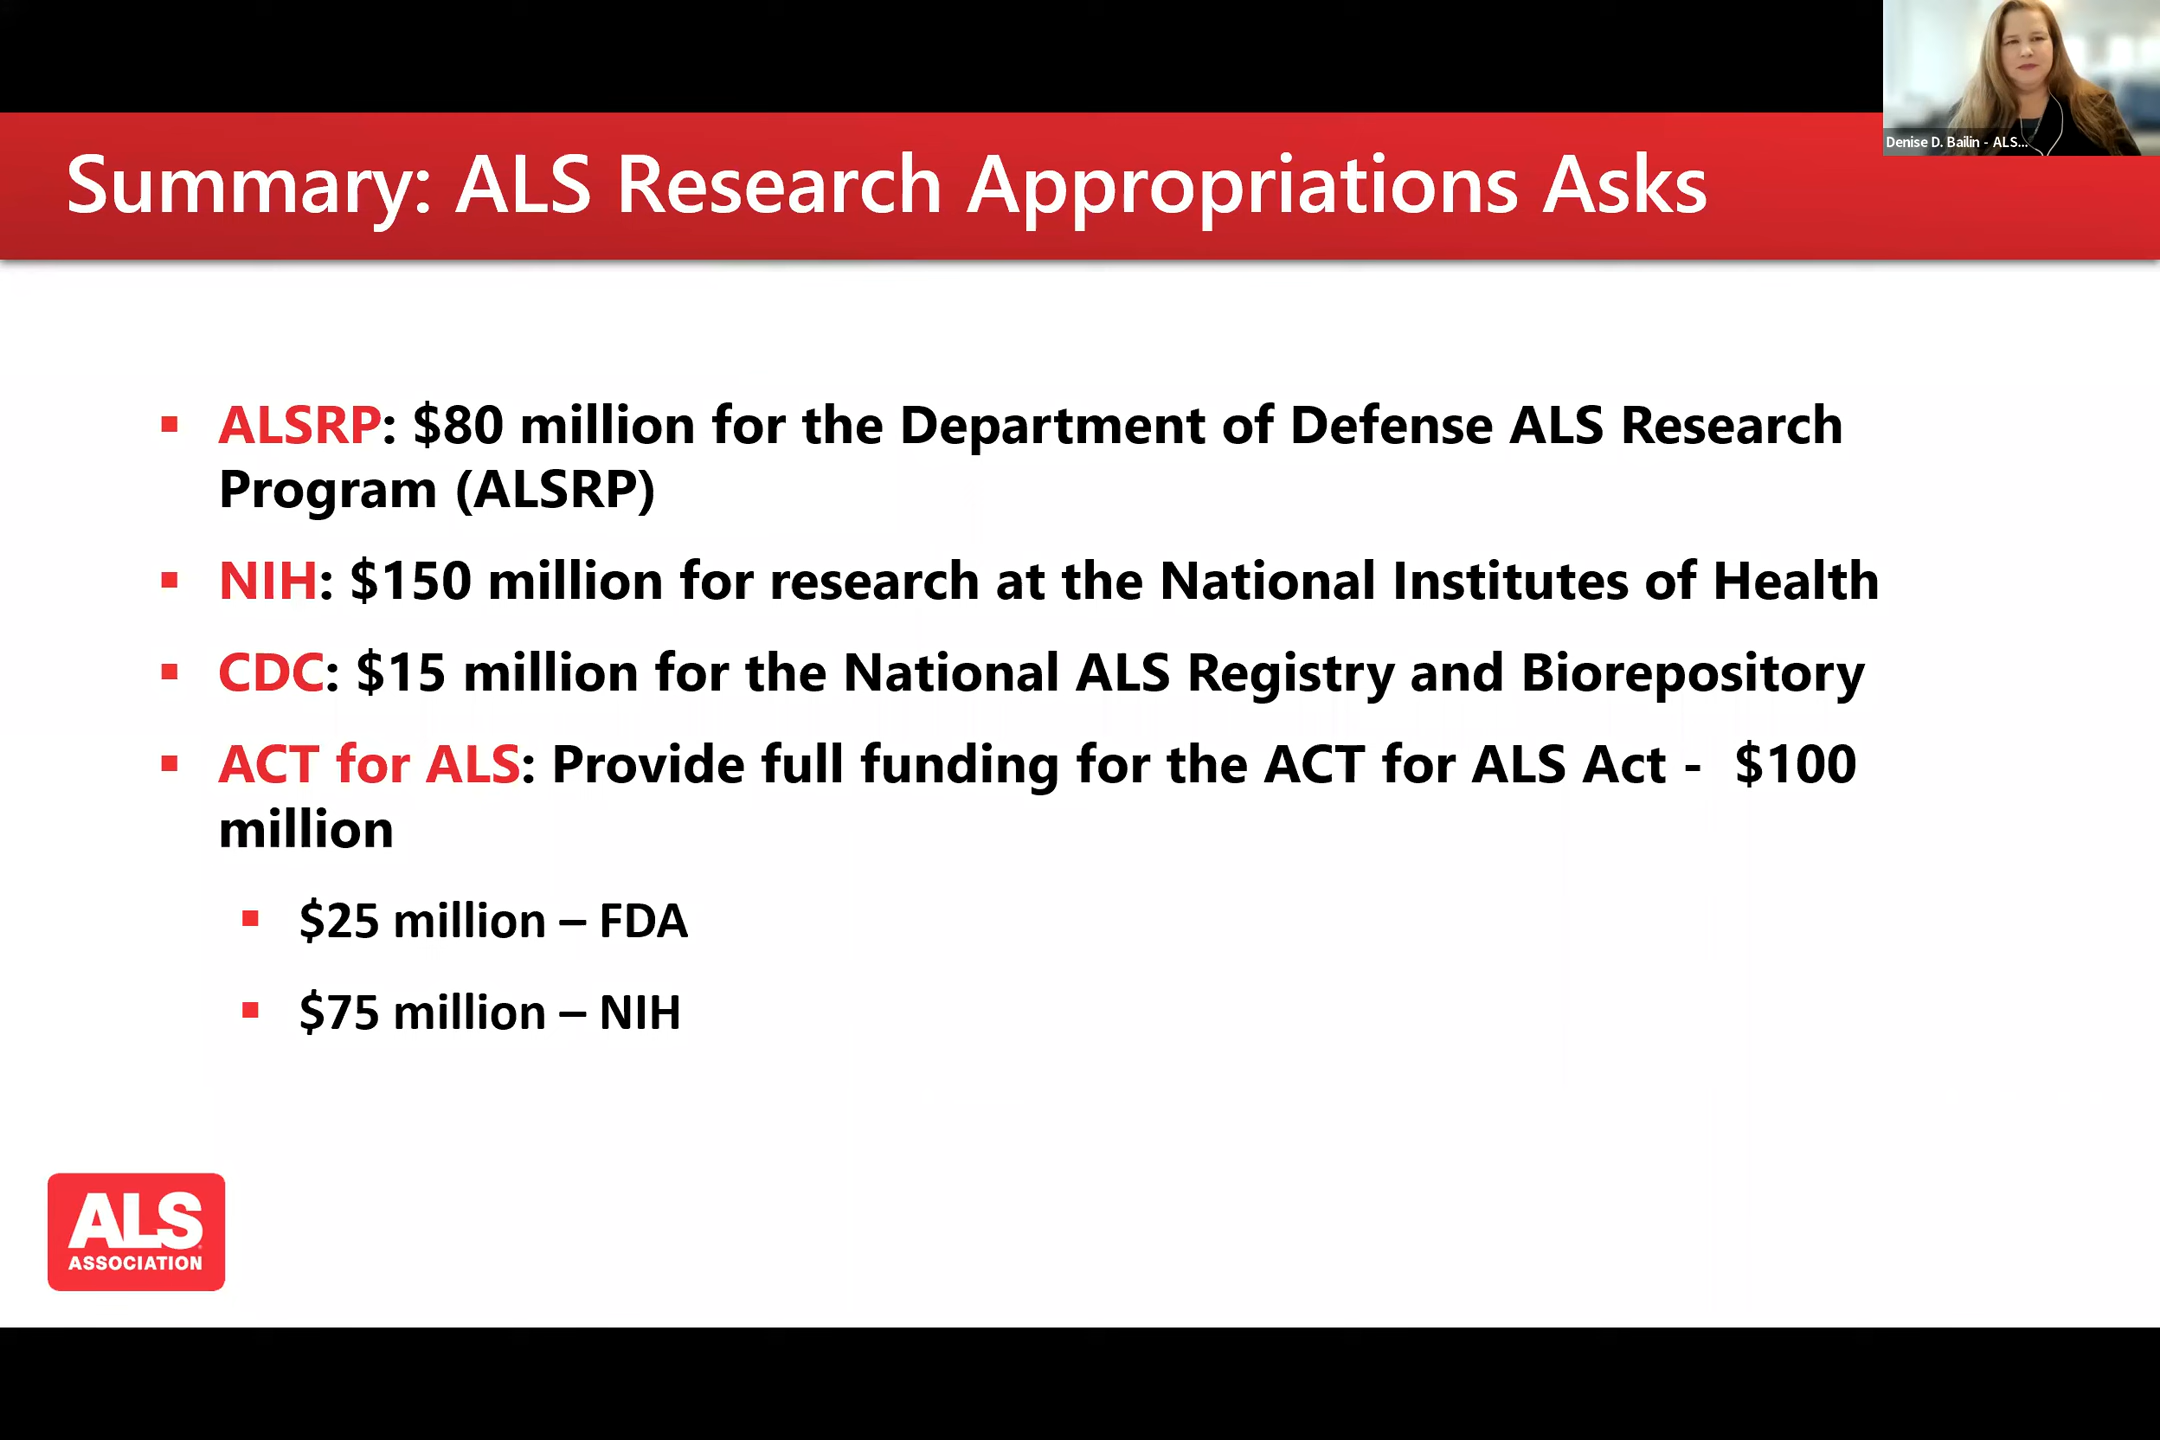 Denise D. Bailin - ALS...
Summary: ALS Research Appropriations Asks
▪ ALSRP: $80 million for the Department of Defense ALS Research
Program (ALSRP)
▪ NIH: $150 million for research at the National Institutes of Health
▪ CDC: $15 million for the National ALS Registry and Biorepository
▪ ACT for ALS: Provide full funding for the ACT for ALS Act - $100
million
▪ $25 million – FDA
▪ $75 million – NIH
ALS
ASSOCIATION